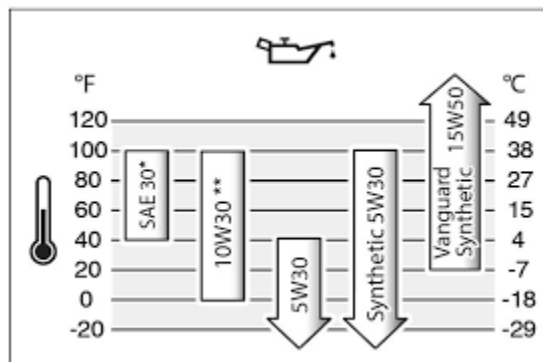 °F °C
120 49
100 38
80 27
60 15
40 4
20 -7
0 -18
-20 -29
SAE 30*
10W30 **
5W30
Synthetic 5W30
Vanguard
Synthetic 15W50